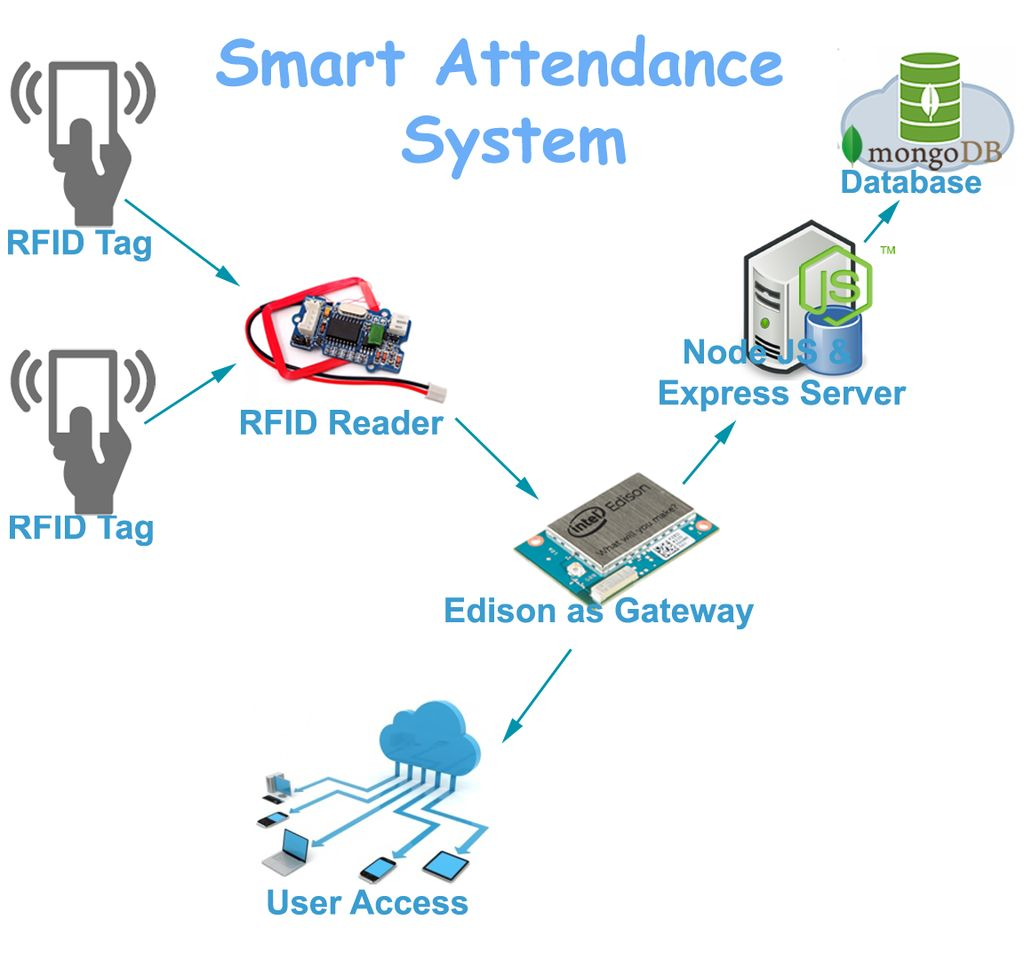 Smart Attendance
System
mongoDB
Database
RFID Tag
JS
™
Node JS &
Express Server
RFID Reader
RFID Tag
intel Edison
What will you make?
Edison as Gateway
User Access